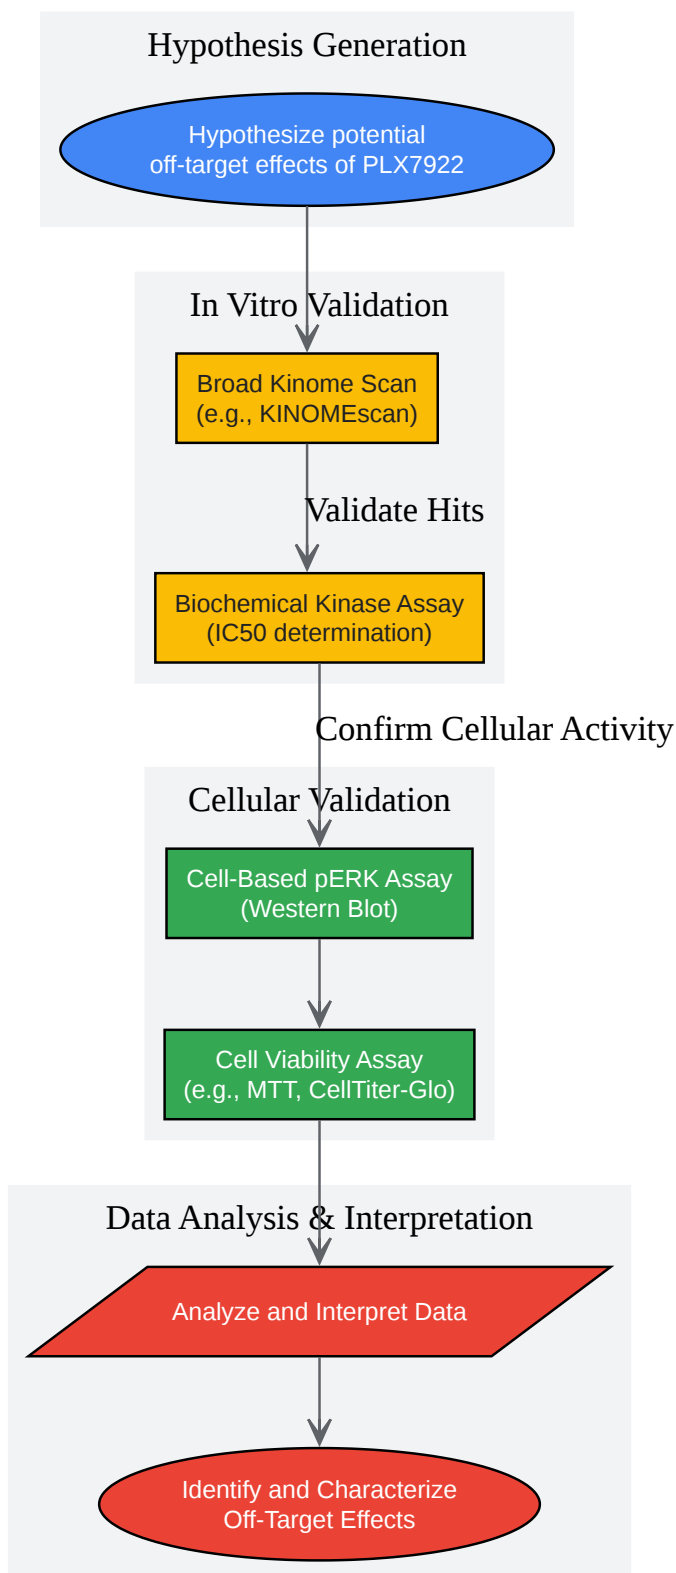 Hypothesis Generation
Hypothesize potential
off-target effects of PLX7922
In Vitro Validation
Broad Kinome Scan
(e.g., KINOMEscan)
Validate Hits
Biochemical Kinase Assay
(IC50 determination)
Confirm Cellular Activity
Cellular Validation
Cell-Based pERK Assay
(Western Blot)
Cell Viability Assay
(e.g., MTT, CellTiter-Glo)
Data Analysis & Interpretation
Analyze and Interpret Data
Identify and Characterize
Off-Target Effects